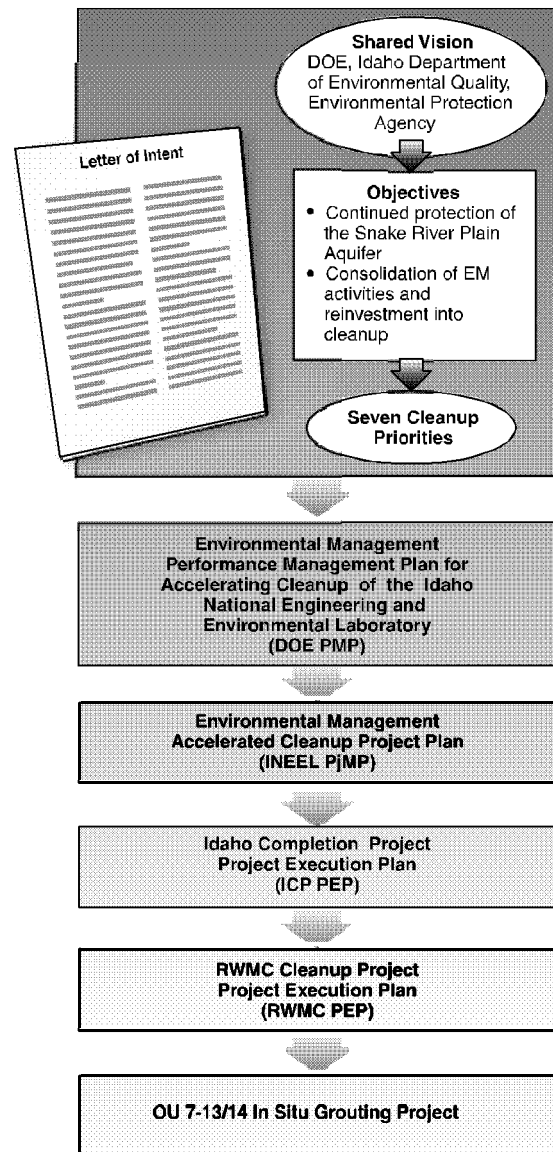 Shared Vision
DOE, Idaho Department
of Environmental Quality,
Environmental Protection
Agency
Letter of Intent
Objectives
• Continued protection of
the Snake River Plain
Aquifer
• Consolidation of EM
activities and
reinvestment into
cleanup
Seven Cleanup
Priorities
Environmental Management
Performance Management Plan for
Accelerating Cleanup of the Idaho
National Engineering and
Environmental Laboratory
(DOE PMP)
Environmental Management
Accelerated Cleanup Project Plan
(INEEL PjMP)
Idaho Completion Project
Project Execution Plan
(ICP PEP)
RWMC Cleanup Project
Project Execution Plan
(RWMC PEP)
OU 7-13/14 In Situ Grouting Project